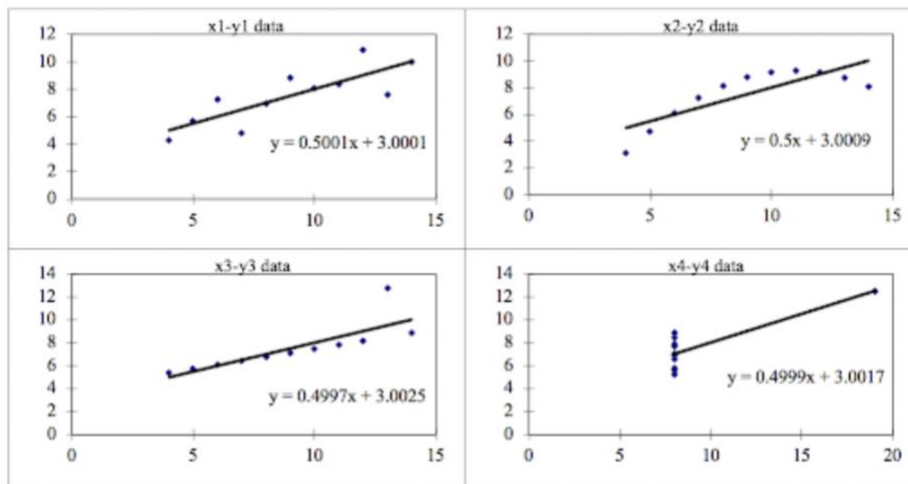 x1-y1 data
12
10
8
6
4
2
0
y = 0.5001x + 3.0001
0 5 10 15
x2-y2 data
12
10
8
6
4
2
0
y = 0.5x + 3.0009
0 5 10 15
x3-y3 data
14
12
10
8
6
4
2
0
y = 0.4997x + 3.0025
0 5 10 15
x4-y4 data
14
12
10
8
6
4
2
0
y = 0.4999x + 3.0017
0 5 10 15 20